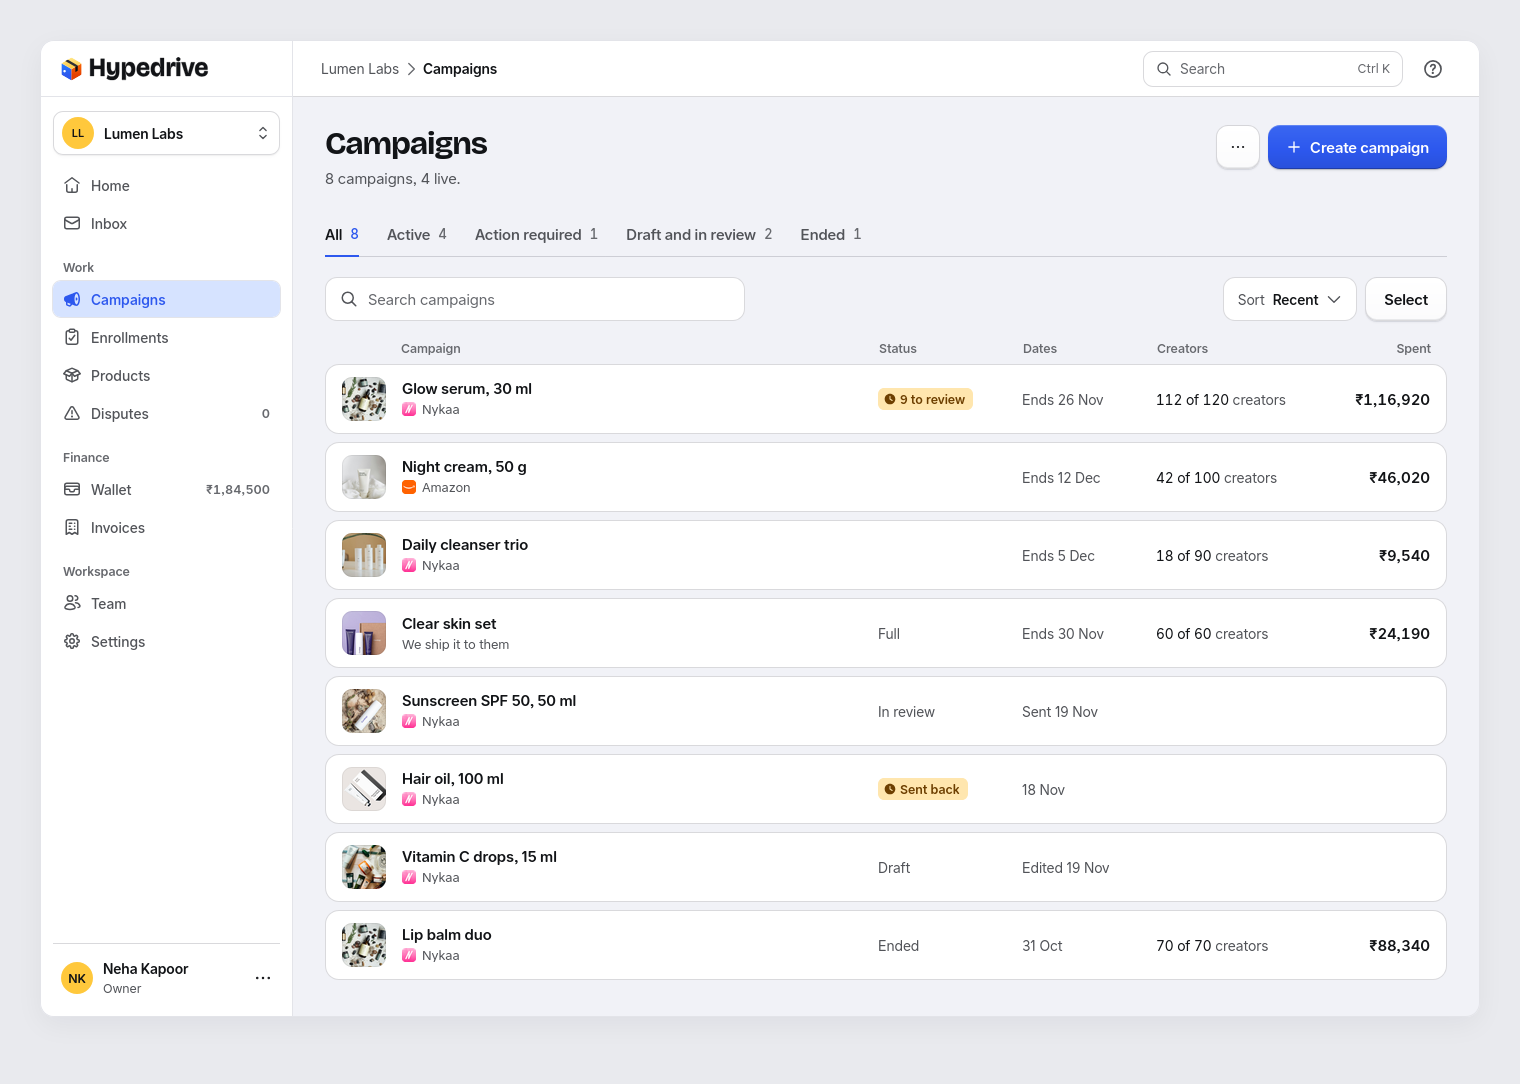 Hypedrive
Lumen Labs > Campaigns
Search Ctrl K
LL Lumen Labs
Home
Inbox
Work
Campaigns
Enrollments
Products
Disputes 0
Finance
Wallet ₹1,84,500
Invoices
Workspace
Team
Settings
NK Neha Kapoor
Owner
Campaigns
8 campaigns, 4 live.
Create campaign
All 8 Active 4 Action required 1 Draft and in review 2 Ended 1
Search campaigns
Sort Recent
Select
Campaign Status Dates Creators Spent
Glow serum, 30 ml
Nykaa
9 to review Ends 26 Nov 112 of 120 creators ₹1,16,920
Night cream, 50 g
Amazon
Ends 12 Dec 42 of 100 creators ₹46,020
Daily cleanser trio
Nykaa
Ends 5 Dec 18 of 90 creators ₹9,540
Clear skin set
We ship it to them
Full Ends 30 Nov 60 of 60 creators ₹24,190
Sunscreen SPF 50, 50 ml
Nykaa
In review Sent 19 Nov
Hair oil, 100 ml
Nykaa
Sent back 18 Nov
Vitamin C drops, 15 ml
Nykaa
Draft Edited 19 Nov
Lip balm duo
Nykaa
Ended 31 Oct 70 of 70 creators ₹88,340